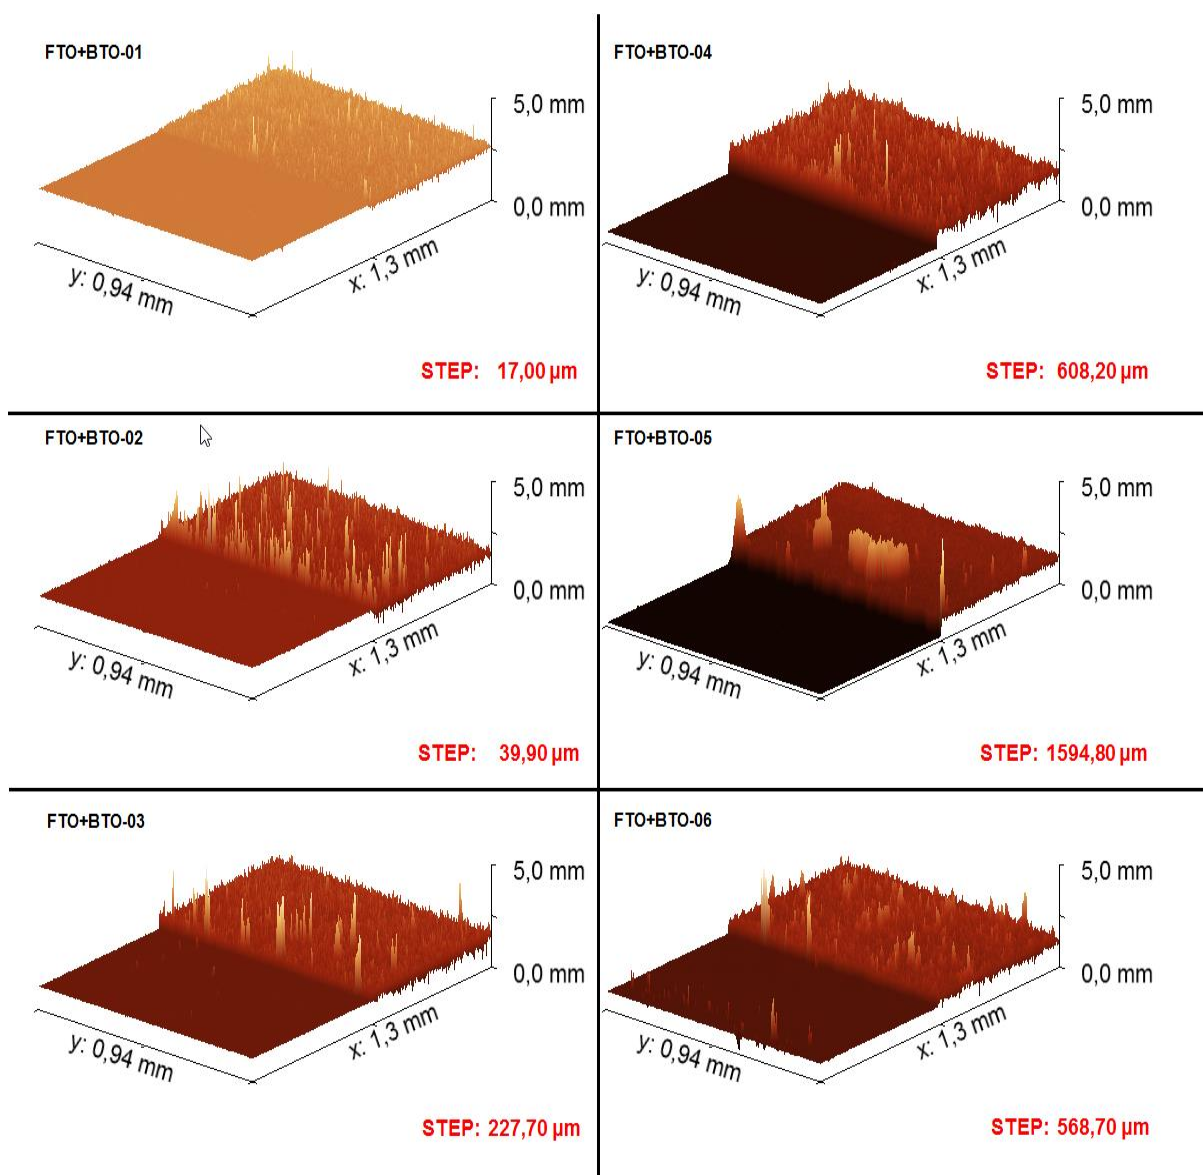 FTO+BTO-01
5,0 mm
0,0 mm
y: 0,94 mm
x: 1,3 mm
STEP: 17,00 µm
FTO+BTO-04
5,0 mm
0,0 mm
y: 0,94 mm
x: 1,3 mm
STEP: 608,20 µm
FTO+BTO-02
5,0 mm
0,0 mm
y: 0,94 mm
x: 1,3 mm
STEP: 39,90 µm
FTO+BTO-05
5,0 mm
0,0 mm
y: 0,94 mm
x: 1,3 mm
STEP: 1594,80 µm
FTO+BTO-03
5,0 mm
0,0 mm
y: 0,94 mm
x: 1,3 mm
STEP: 227,70 µm
FTO+BTO-06
5,0 mm
0,0 mm
y: 0,94 mm
x: 1,3 mm
STEP: 568,70 µm